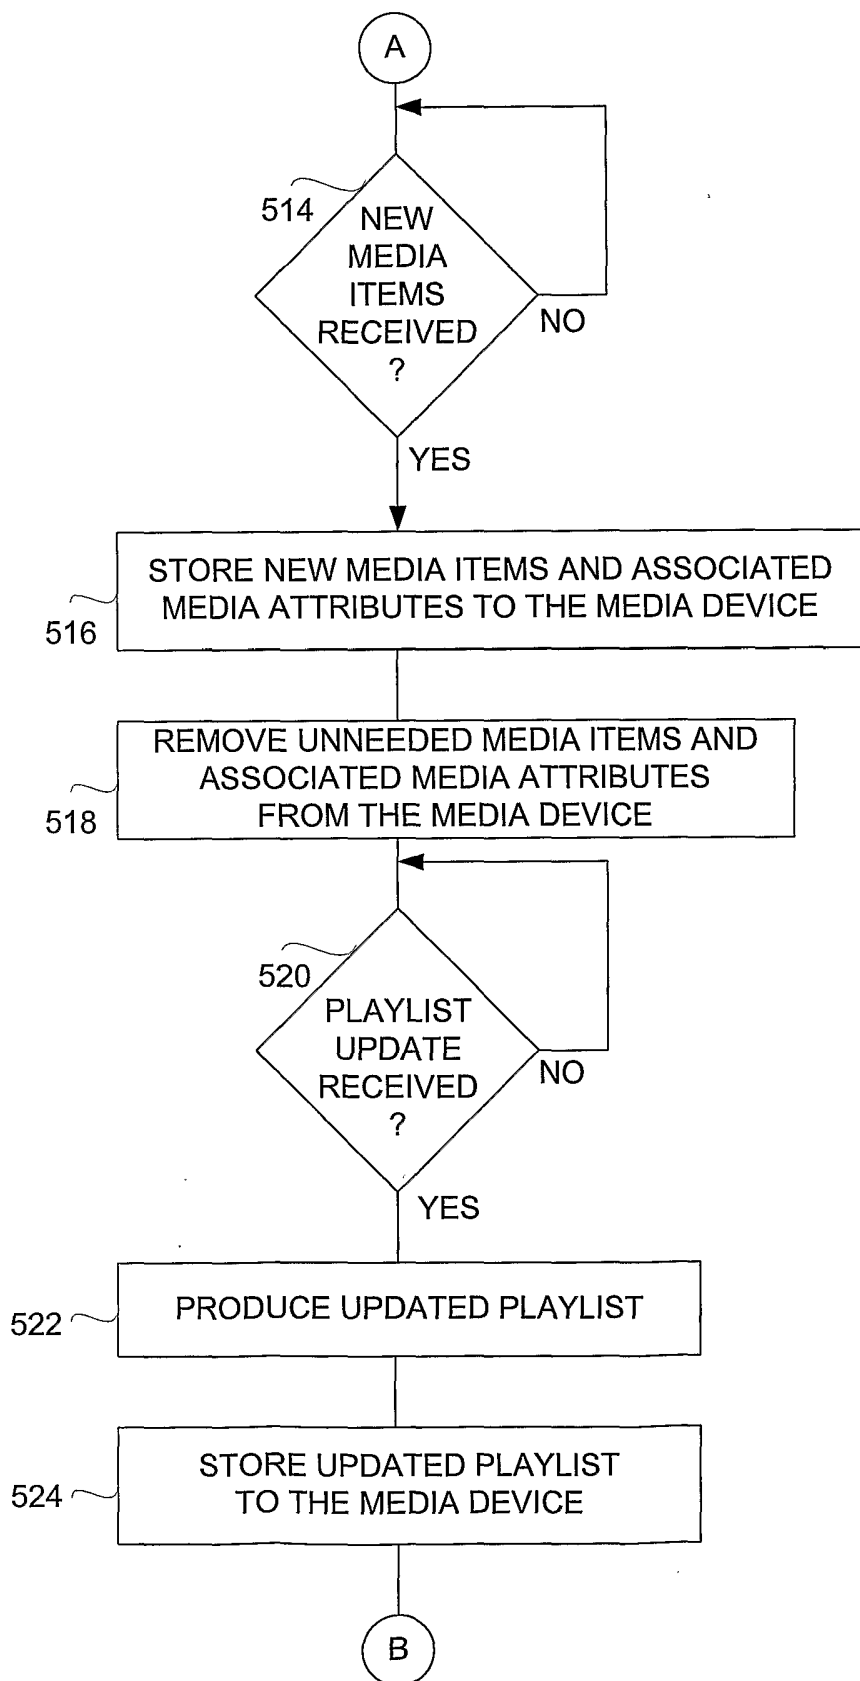 A
514
NEW
MEDIA
ITEMS
RECEIVED
?
NO
YES
STORE NEW MEDIA ITEMS AND ASSOCIATED
MEDIA ATTRIBUTES TO THE MEDIA DEVICE
516
REMOVE UNNEEDED MEDIA ITEMS AND
ASSOCIATED MEDIA ATTRIBUTES
FROM THE MEDIA DEVICE
518
520
PLAYLIST
UPDATE
RECEIVED
?
NO
YES
PRODUCE UPDATED PLAYLIST
522
STORE UPDATED PLAYLIST
TO THE MEDIA DEVICE
524
B